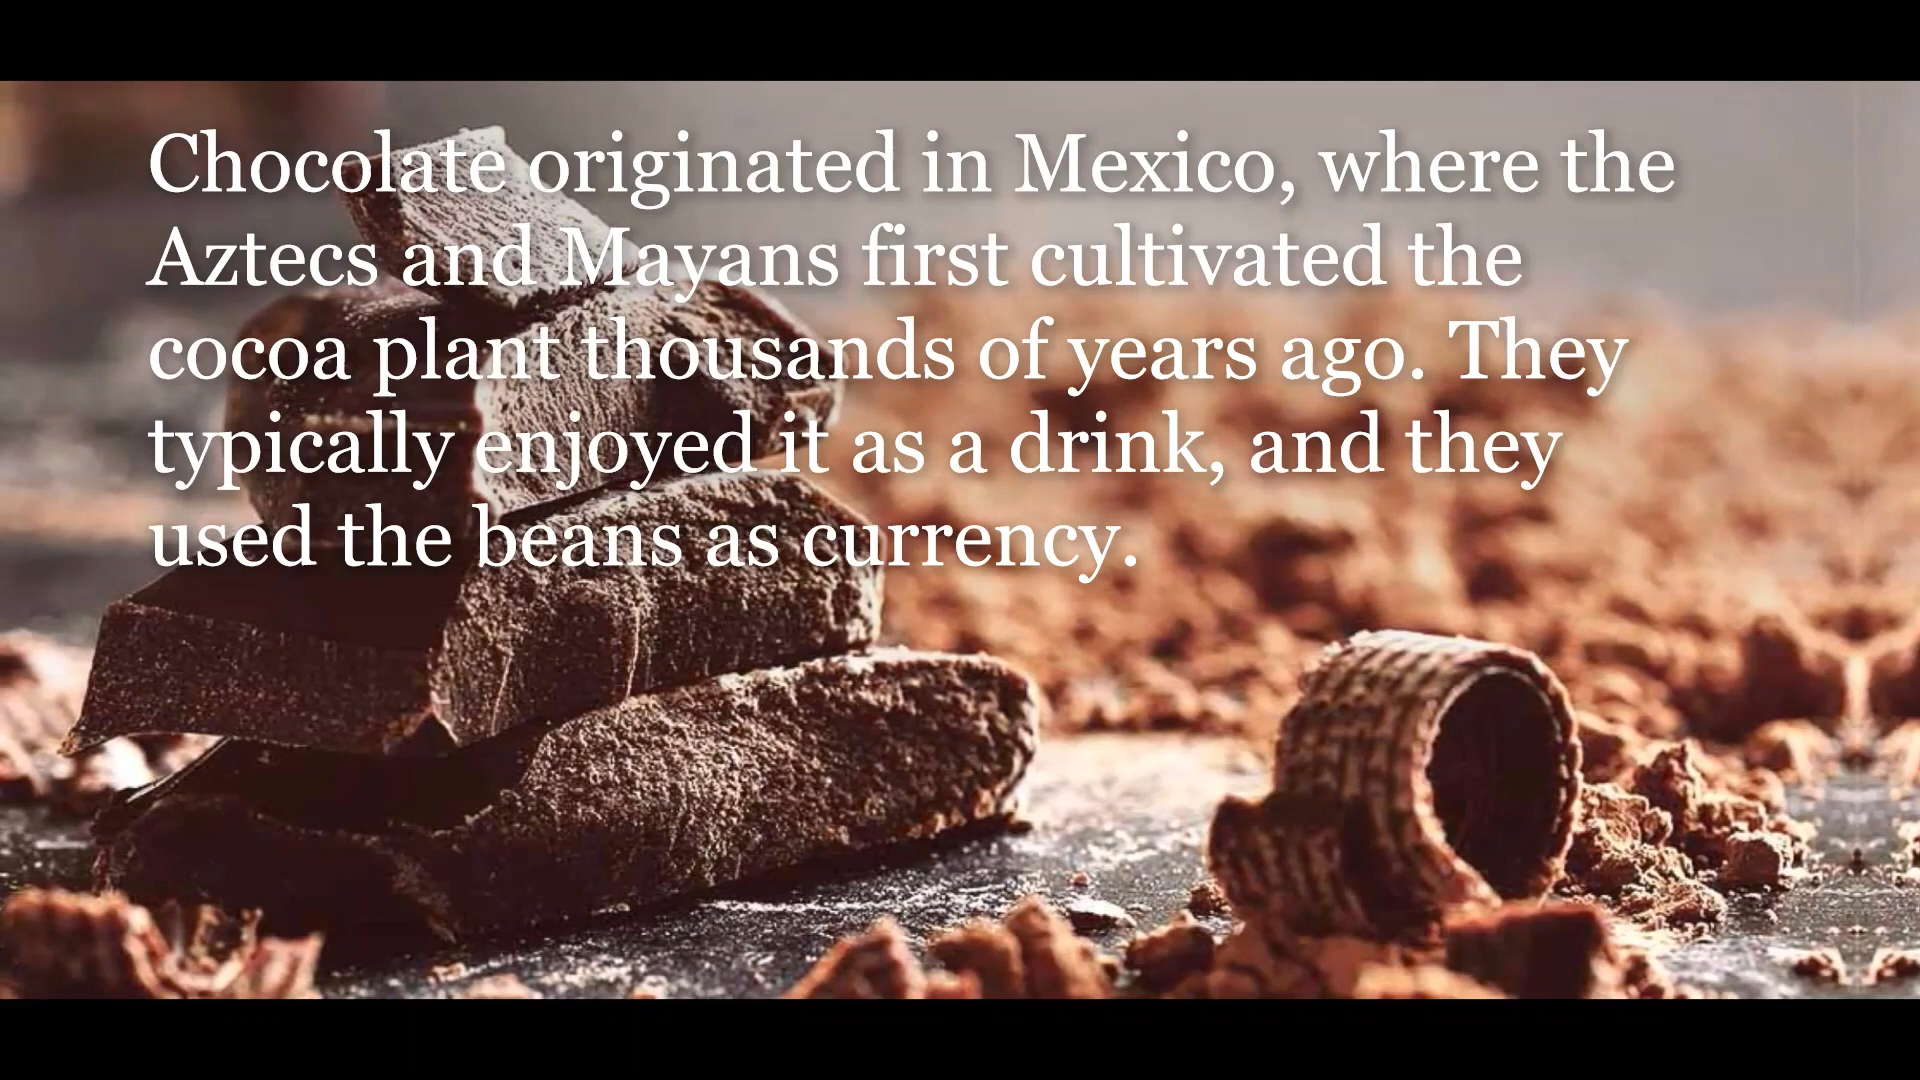 Chocolate originated in Mexico, where the
Aztecs and Mayans first cultivated the
cocoa plant thousands of years ago. They
typically enjoyed it as a drink, and they
used the beans as currency.